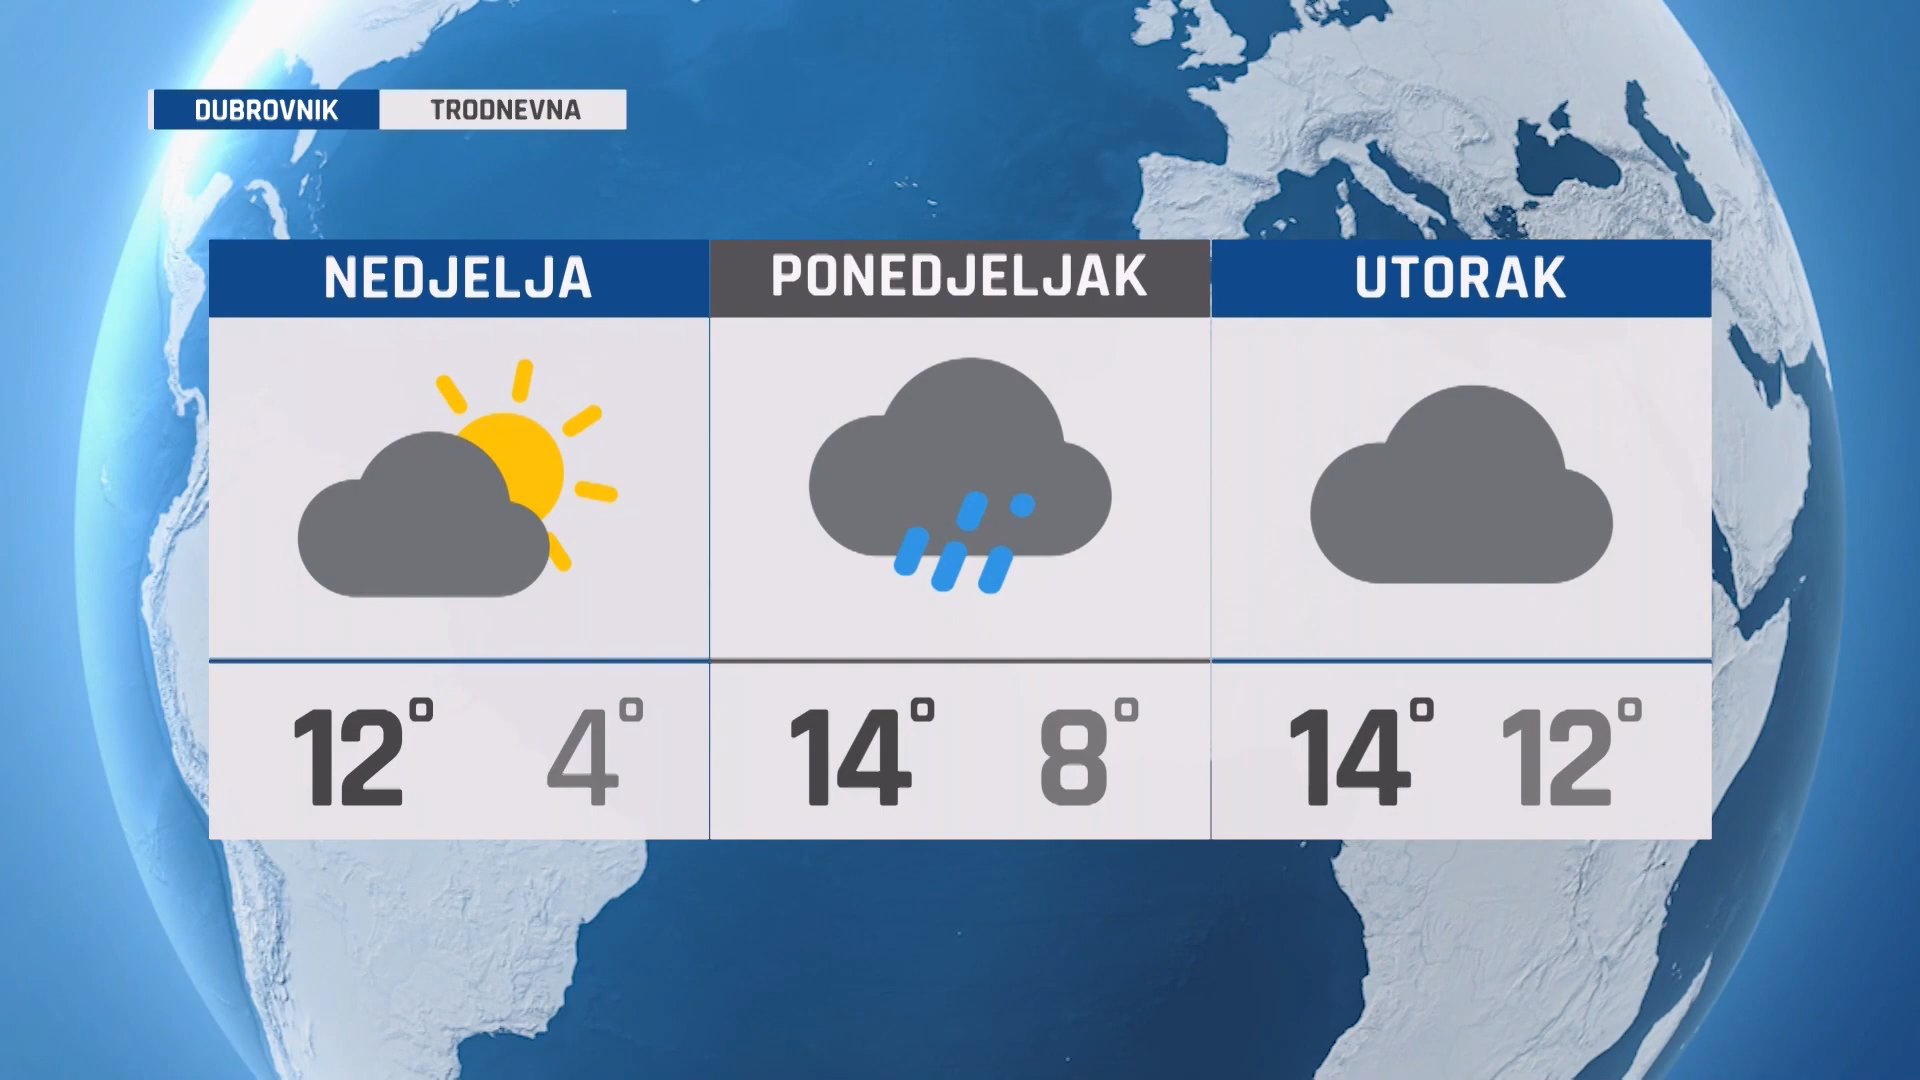 DUBROVNIK TRODNEVNA
NEDJELJA PONEDJELJAK UTORAK
12° 4° 14° 8° 14° 12°